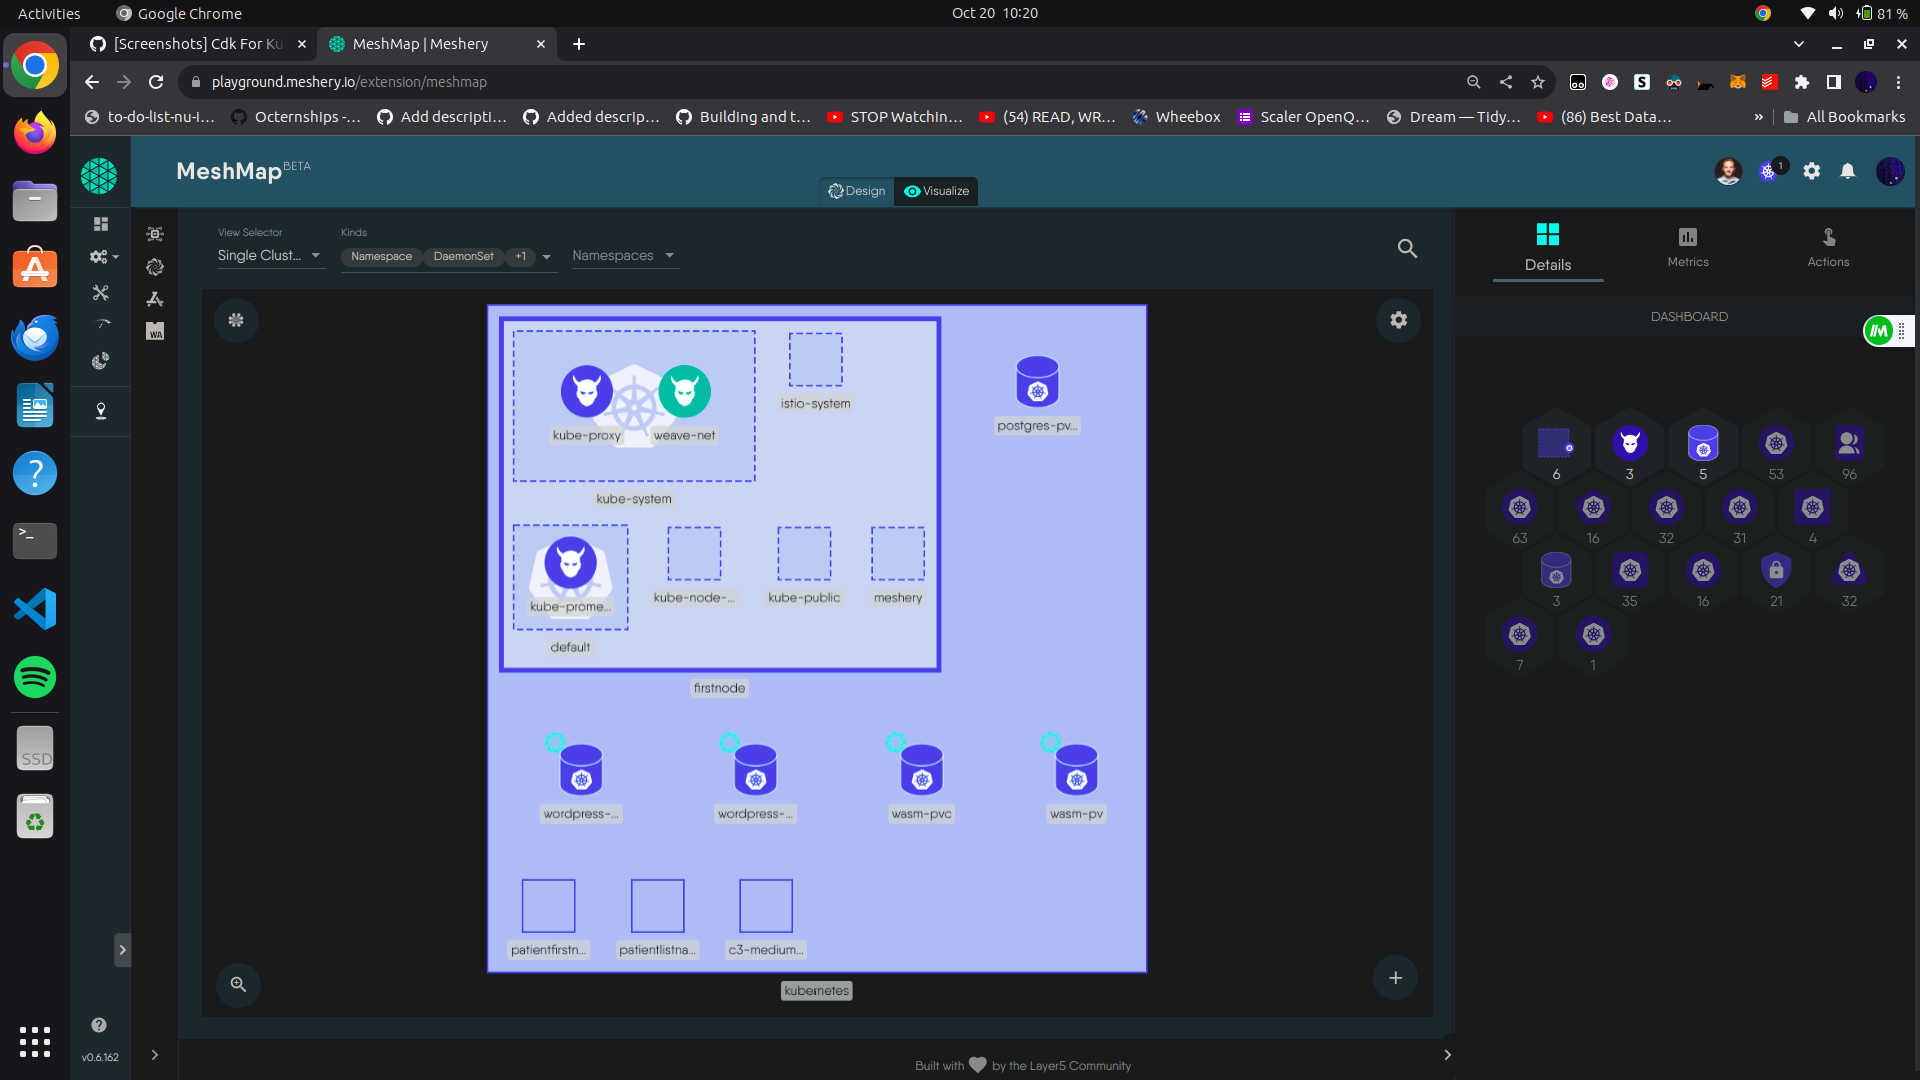 Activities
Google Chrome
Oct 20 10:20
81 %
[Screenshots] Cdk For Ku
MeshMap | Meshery
playground.meshery.io/extension/meshmap
to-do-list-nu-i...
Octernships -...
Add descripti...
Added descrip...
Building and t...
STOP Watchin...
(54) READ, WR...
Wheebox
Scaler OpenQ...
Dream — Tidy...
(86) Best Data...
»
All Bookmarks
MeshMap BETA
Design
Visualize
1
View Selector
Single Clust...
Kinds
Namespace
DaemonSet
+1
Namespaces
Details
Metrics
Actions
DASHBOARD
WA
kube-proxy
weave-net
istio-system
postgres-pv...
kube-system
kube-prome...
kube-node-...
kube-public
meshery
default
firstnode
wordpress-...
wordpress-...
wasm-pvc
wasm-pv
patientfirstn...
patientlistna...
c3-medium...
kubernetes
6
3
5
53
96
63
16
32
31
4
3
35
16
21
32
7
1
SSD
v0.6.162
Built with
by the Layer5 Community